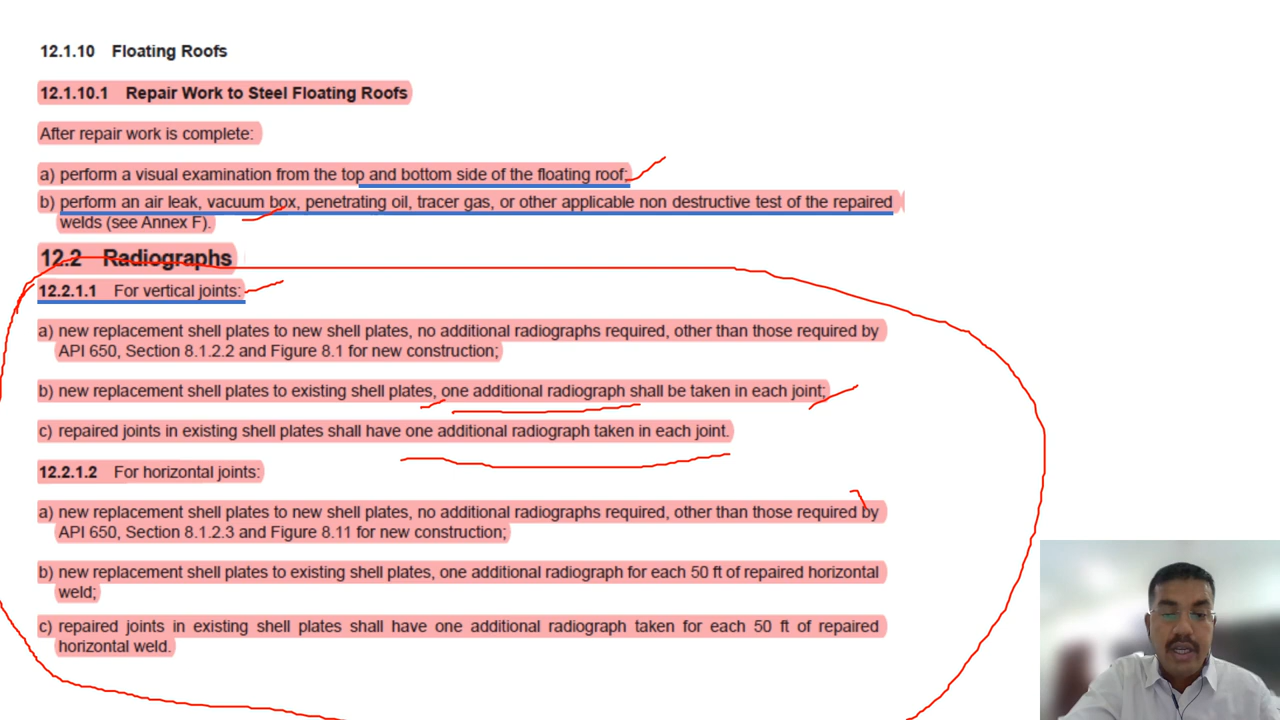 12.1.10 Floating Roofs
12.1.10.1 Repair Work to Steel Floating Roofs
After repair work is complete:
a) perform a visual examination from the top and bottom side of the floating roof;
b) perform an air leak, vacuum box, penetrating oil, tracer gas, or other applicable non destructive test of the repaired
welds (see Annex F).
12.2 Radiographs
12.2.1.1 For vertical joints:
a) new replacement shell plates to new shell plates, no additional radiographs required, other than those required by
API 650, Section 8.1.2.2 and Figure 8.1 for new construction;
b) new replacement shell plates to existing shell plates, one additional radiograph shall be taken in each joint;
c) repaired joints in existing shell plates shall have one additional radiograph taken in each joint.
12.2.1.2 For horizontal joints:
a) new replacement shell plates to new shell plates, no additional radiographs required, other than those required by
API 650, Section 8.1.2.3 and Figure 8.11 for new construction;
b) new replacement shell plates to existing shell plates, one additional radiograph for each 50 ft of repaired horizontal
weld;
c) repaired joints in existing shell plates shall have one additional radiograph taken for each 50 ft of repaired
horizontal weld.